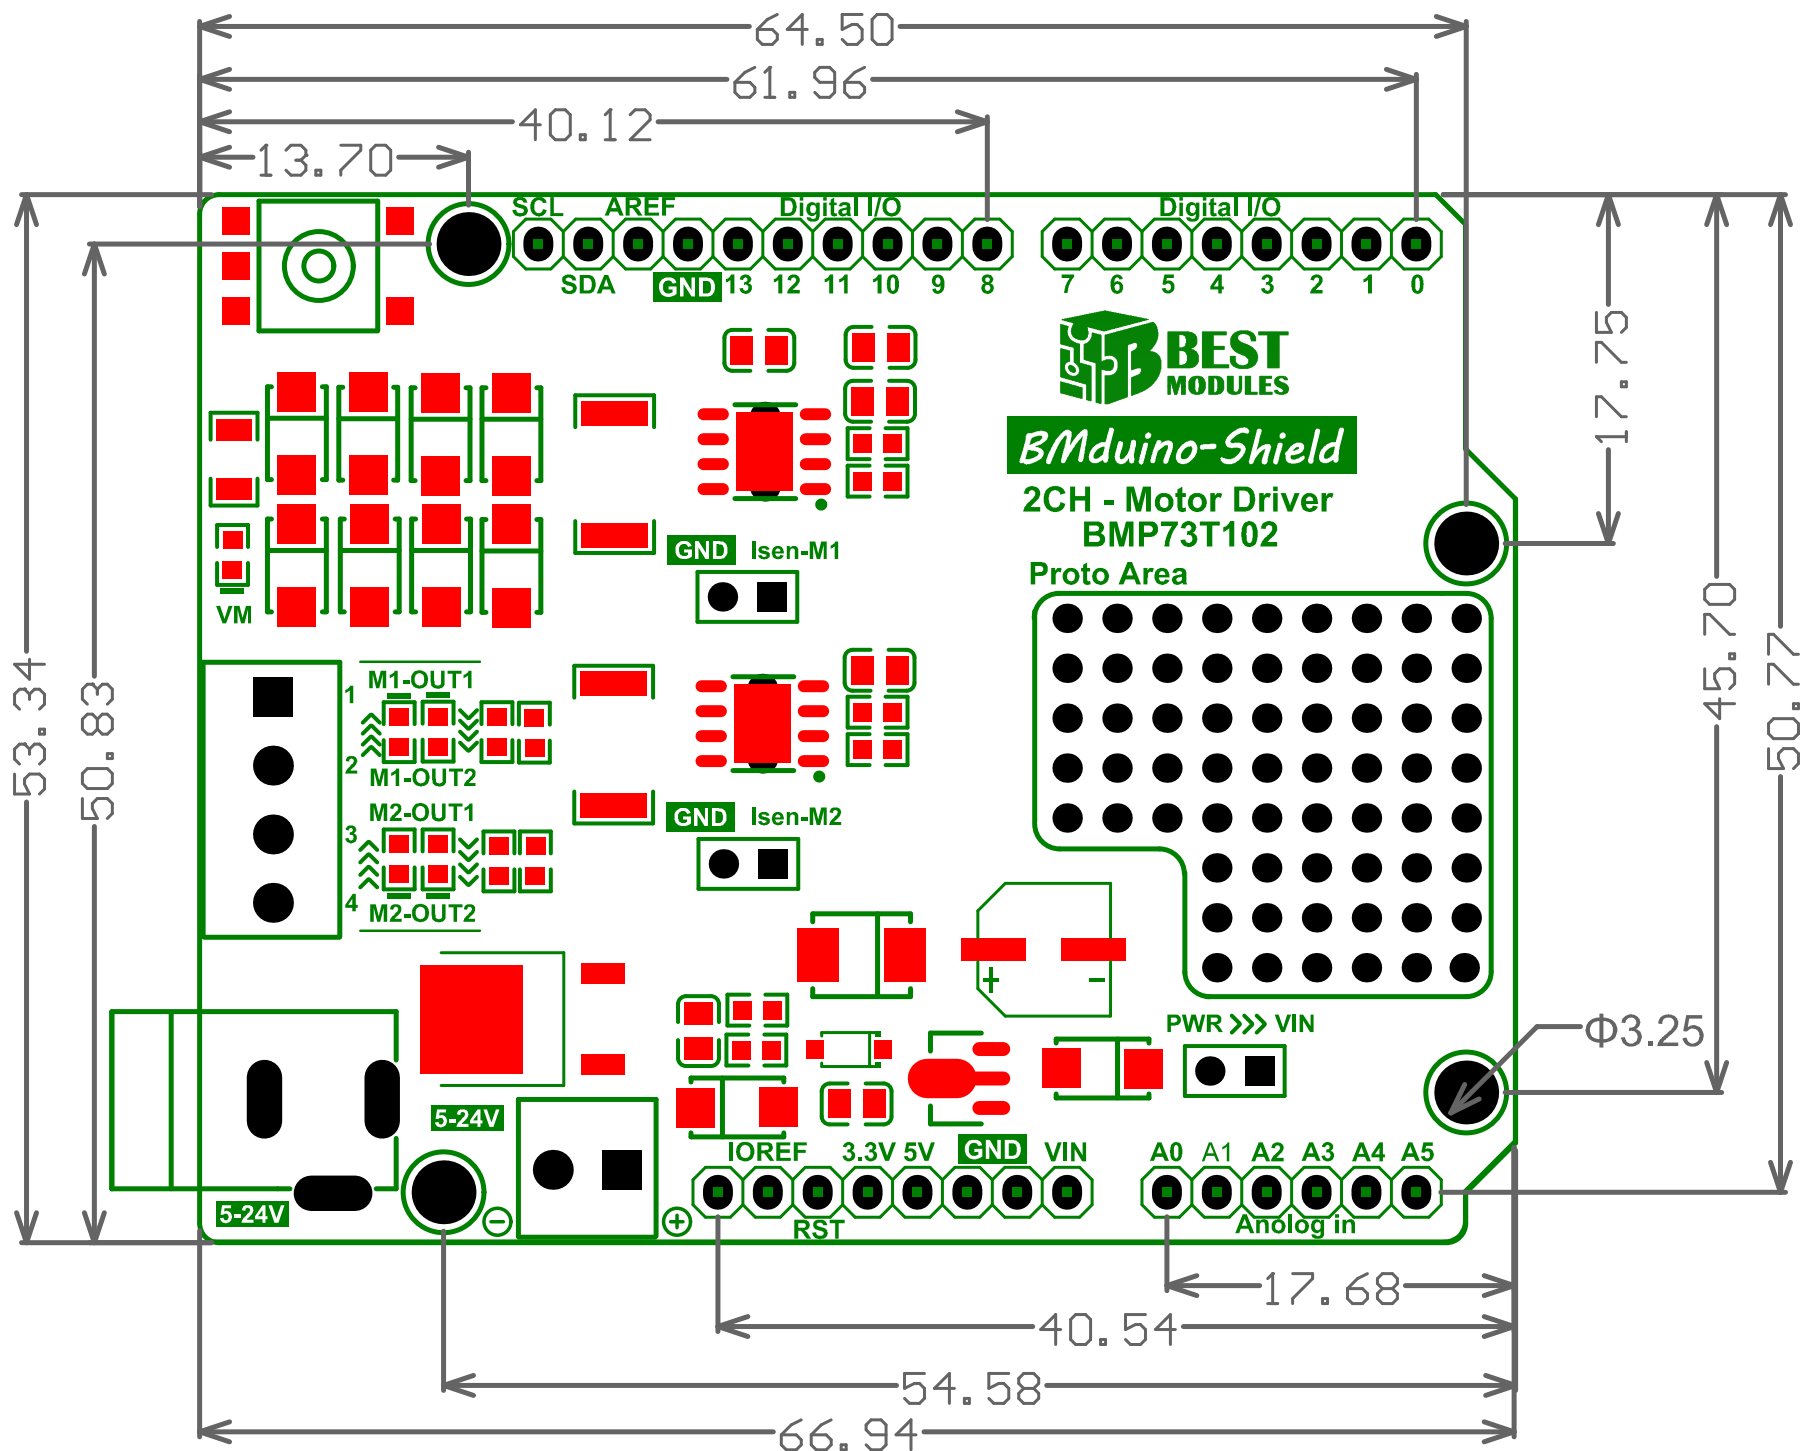 64.50
61.96
40.12
13.70
SCL AREF Digital I/O Digital I/O
SDA GND 13 12 11 10 9 8 7 6 5 4 3 2 1 0
BEST
MODULES
BMduino-Shield
2CH - Motor Driver
BMP73T102
Proto Area
17.75
GND Isen-M1
VM
45.70
50.77
53.34
50.83
1 M1-OUT1
2 M1-OUT2
3 M2-OUT1
4 M2-OUT2
GND Isen-M2
+ −
PWR >>> VIN
Φ3.25
5-24V
IOREF 3.3V 5V GND VIN A0 A1 A2 A3 A4 A5
5-24V − + RST Anolog in
17.68
40.54
54.58
66.94